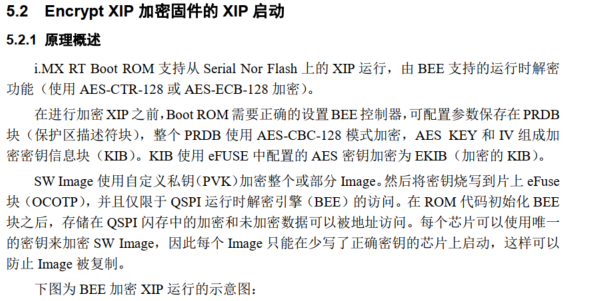 5.2 Encrypt XIP 加密固件的 XIP 启动
5.2.1 原理概述
i.MX RT Boot ROM 支持从 Serial Nor Flash 上的 XIP 运行，由 BEE 支持的运行时解密
功能（使用 AES-CTR-128 或 AES-ECB-128 加密）。
在进行加密 XIP 之前，Boot ROM 需要正确的设置 BEE 控制器，可配置参数保存在 PRDB
块（保护区描述符块），整个 PRDB 使用 AES-CBC-128 模式加密，AES KEY 和 IV 组成加
密密钥信息块（KIB）。KIB 使用 eFUSE 中配置的 AES 密钥加密为 EKIB（加密的 KIB）。
SW Image 使用自定义私钥(PVK)加密整个或部分 Image。然后将密钥烧写到片上 eFuse
块（OCOTP），并且仅限于 QSPI 运行时解密引擎（BEE）的访问。在 ROM 代码初始化 BEE
块之后，存储在 QSPI 闪存中的加密和未加密数据可以被地址访问。每个芯片可以使用唯一
的密钥来加密 SW Image，因此每个 Image 只能在少写了正确密钥的芯片上启动，这样可以
防止 Image 被复制。
下图为 BEE 加密 XIP 运行的示意图：